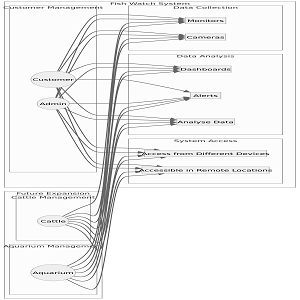 Fish Watch System
Customer Management
Data Collection
Monitors
Cameras
Data Analysis
Dashboards
Customer
Alerts
Admin
Analyse Data
System Access
Access from Different Devices
Accessible in Remote Locations
Future Expansion
Cattle Management
Cattle
Aquarium Management
Aquarium